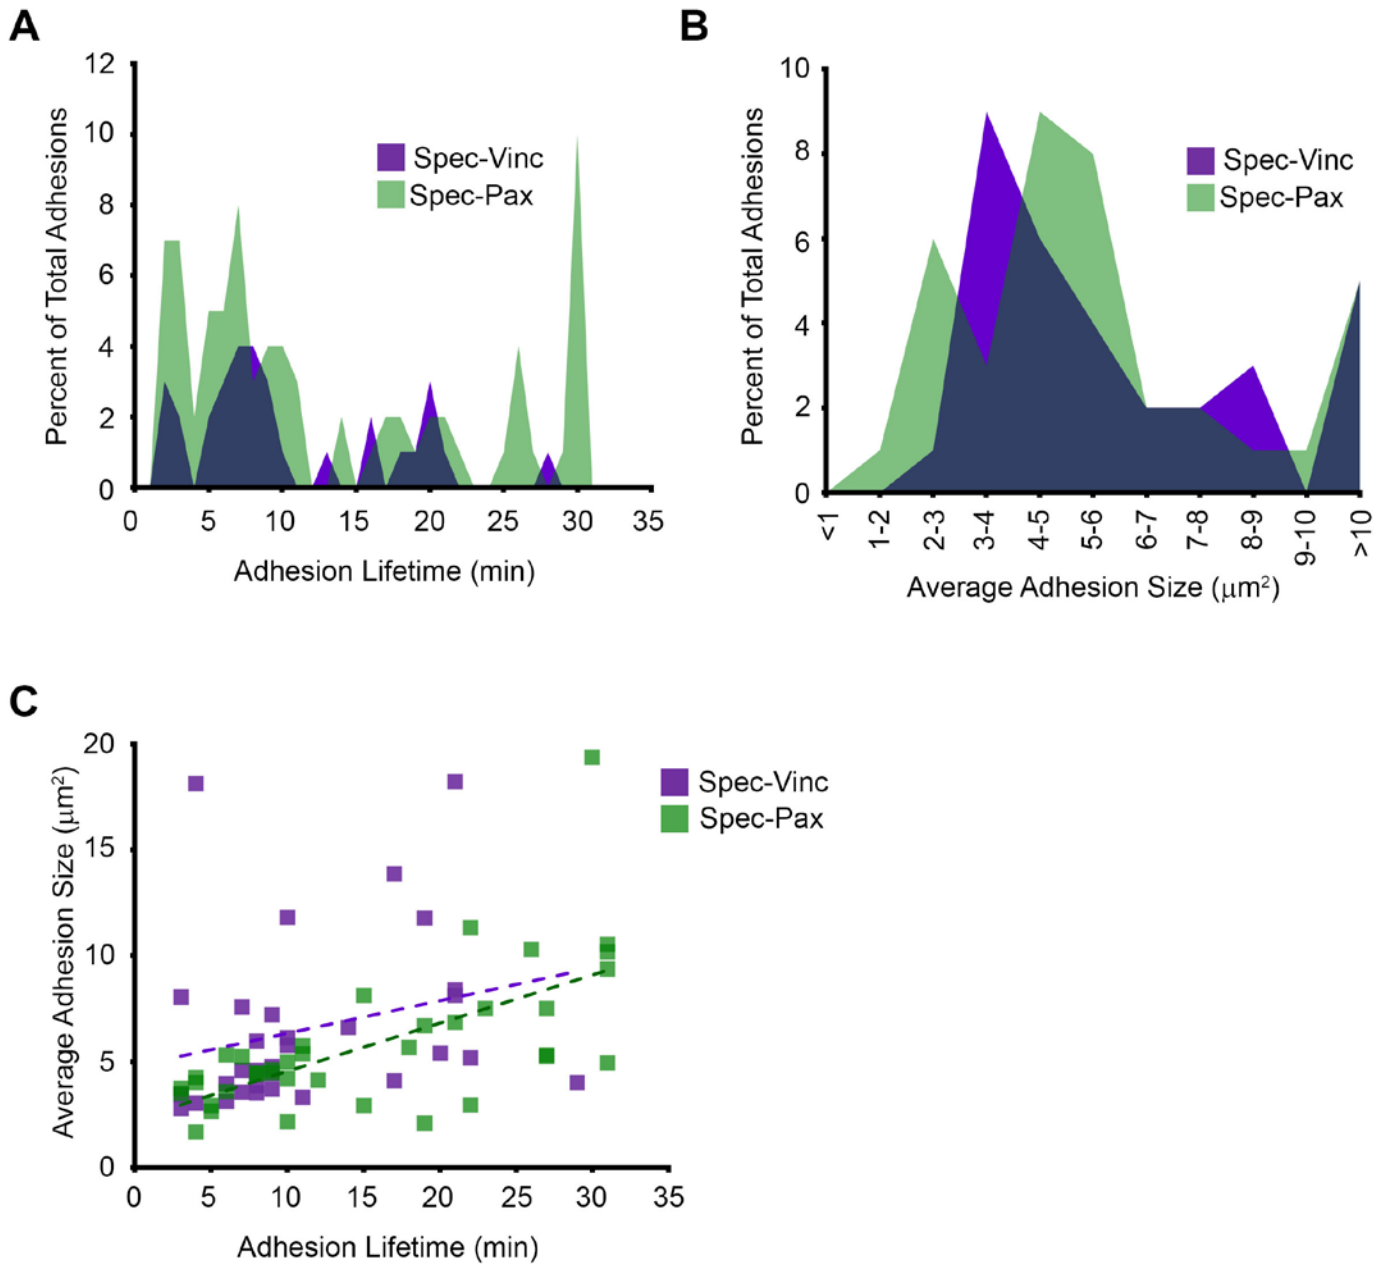 A
12
10
8
6
4
2
0
Percent of Total Adhesions
Spec-Vinc
Spec-Pax
0 5 10 15 20 25 30 35
Adhesion Lifetime (min)
B
10
8
6
4
2
0
Percent of Total Adhesions
Spec-Vinc
Spec-Pax
<1 1-2 2-3 3-4 4-5 5-6 6-7 7-8 8-9 9-10 >10
Average Adhesion Size (μm²)
C
20
15
10
5
0
Average Adhesion Size (μm²)
Spec-Vinc
Spec-Pax
0 5 10 15 20 25 30 35
Adhesion Lifetime (min)